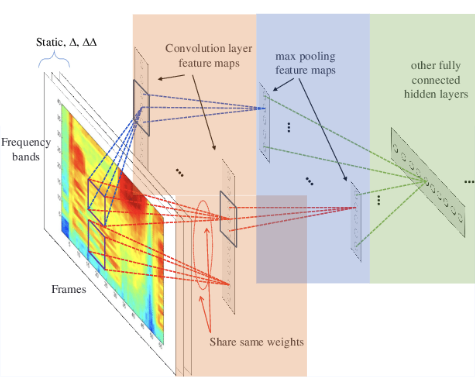 Static, Δ, ΔΔ
Convolution layer
feature maps
max pooling
feature maps
other fully
connected
hidden layers
Frequency
bands
Frames
Share same weights